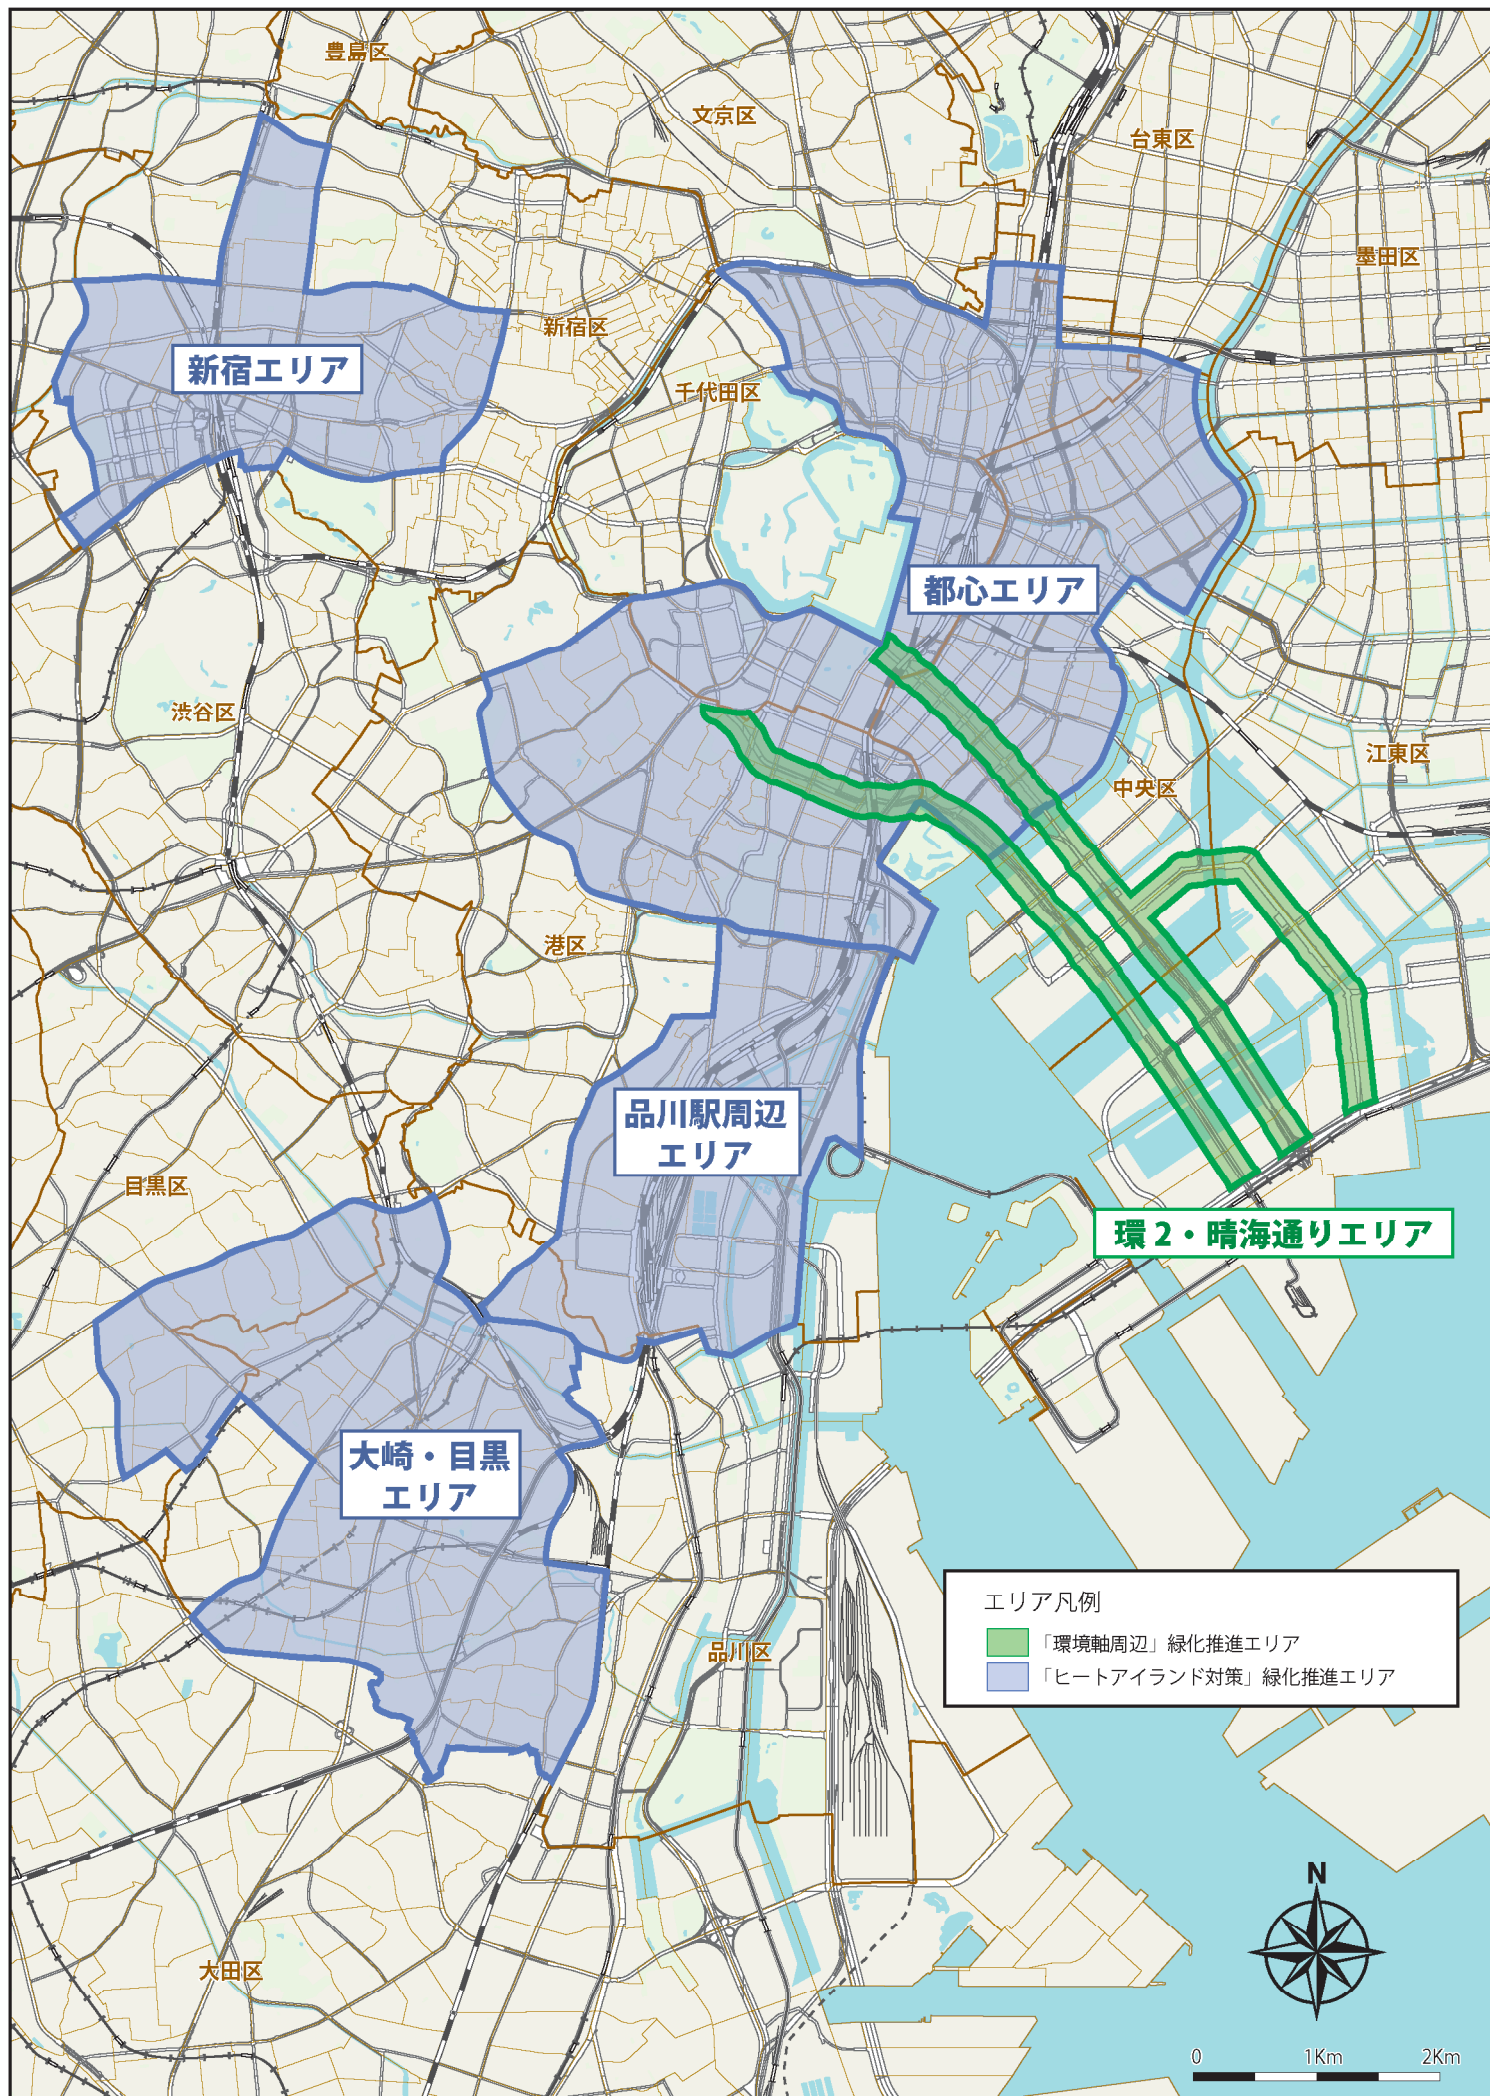 豊島区
文京区
台東区
墨田区
新宿区
新宿エリア
千代田区
都心エリア
渋谷区
江東区
中央区
港区
品川駅周辺
エリア
目黒区
環2・晴海通りエリア
大崎・目黒
エリア
エリア凡例
「環境軸周辺」緑化推進エリア
「ヒートアイランド対策」緑化推進エリア
品川区
大田区
N
0 1Km 2Km